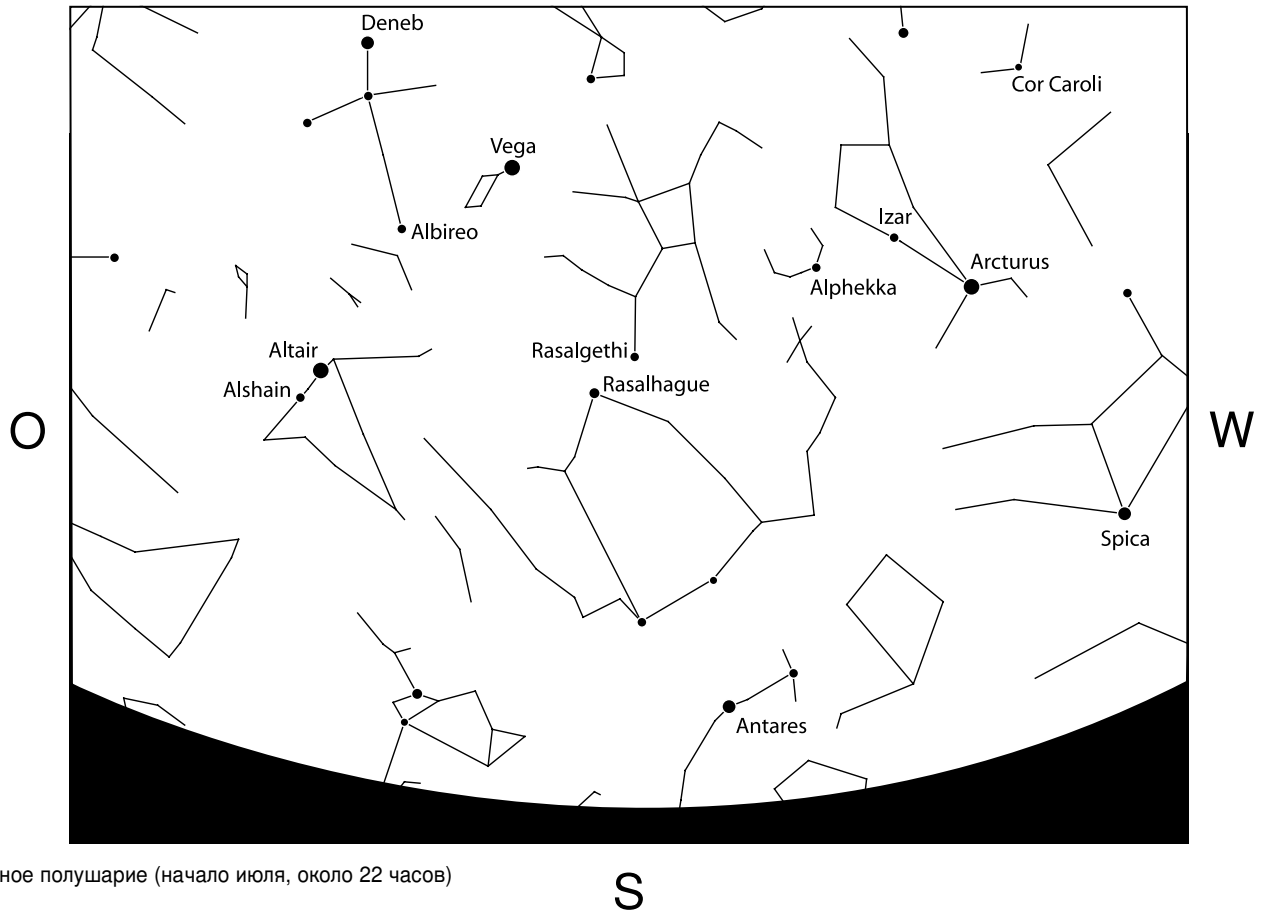 Deneb
Cor Caroli
Vega
Izar
Albireo
Arcturus
Alphekka
Altair
Rasalgethi
Alshain
Rasalhague
O
W
Spica
Antares
ное полушарие (начало июля, около 22 часов)
S